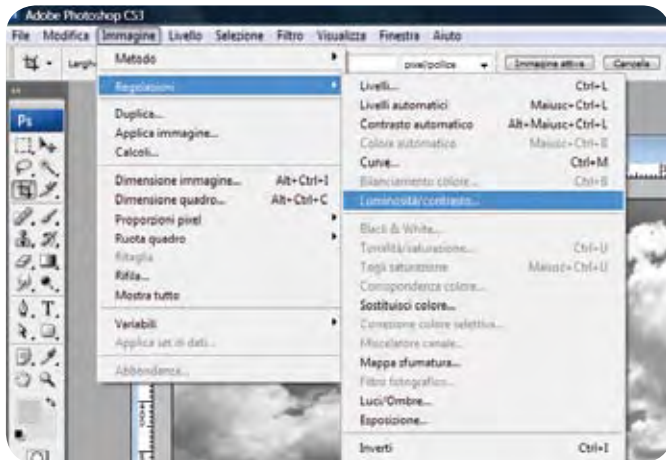 Adobe Photoshop CS3
File Modifica Immagine Livello Selezione Filtro Visualizza Finestra Aiuto
pixel/pollice Immagine attiva Cancella
Ps
Metodo
Regolazioni
Duplica...
Applica immagine...
Calcoli...
Dimensione immagine... Alt+Ctrl+I
Dimensione quadro... Alt+Ctrl+C
Proporzioni pixel
Ruota quadro
Ritaglia
Rifila...
Mostra tutto
Variabili
Applica set di dati...
Abbondanza...
Livelli... Ctrl+L
Livelli automatici Maiusc+Ctrl+L
Contrasto automatico Alt+Maiusc+Ctrl+L
Colore automatico Maiusc+Ctrl+B
Curve... Ctrl+M
Bilanciamento colore... Ctrl+B
Luminosità/contrasto...
Black & White...
Tonalità/saturazione... Ctrl+U
Togli saturazione Maiusc+Ctrl+U
Corrispondenza colore...
Sostituisci colore...
Correzione colore selettiva...
Miscelatore canale...
Mappa sfumatura...
Filtro fotografico...
Luci/Ombre...
Esposizione...
Inverti Ctrl+I